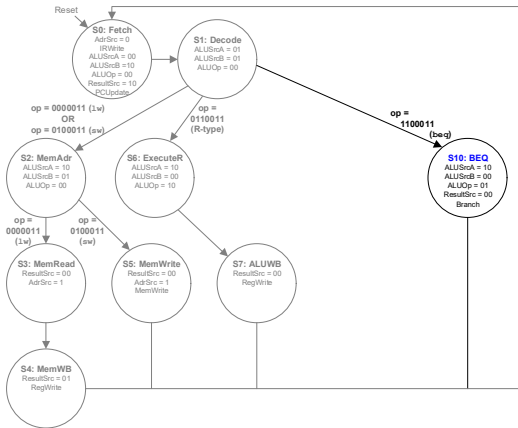 Reset
S0: Fetch
AdrSrc = 0
IRWrite
ALUSrcA = 00
ALUSrcB =10
ALUOp = 00
ResultSrc = 10
PCUpdate
S1: Decode
ALUSrcA = 01
ALUSrcB = 01
ALUOp = 00
op = 0000011 (lw)
OR
op = 0100011 (sw)
op =
0110011
(R-type)
op =
1100011
(beq)
S2: MemAdr
ALUSrcA = 10
ALUSrcB = 01
ALUOp = 00
S6: ExecuteR
ALUSrcA = 10
ALUSrcB = 00
ALUOp = 10
S10: BEQ
ALUSrcA = 10
ALUSrcB = 00
ALUOp = 01
ResultSrc = 00
Branch
op =
0000011
(lw)
op =
0100011
(sw)
S3: MemRead
ResultSrc = 00
AdrSrc = 1
S5: MemWrite
ResultSrc = 00
AdrSrc = 1
MemWrite
S7: ALUWB
ResultSrc = 00
RegWrite
S4: MemWB
ResultSrc = 01
RegWrite